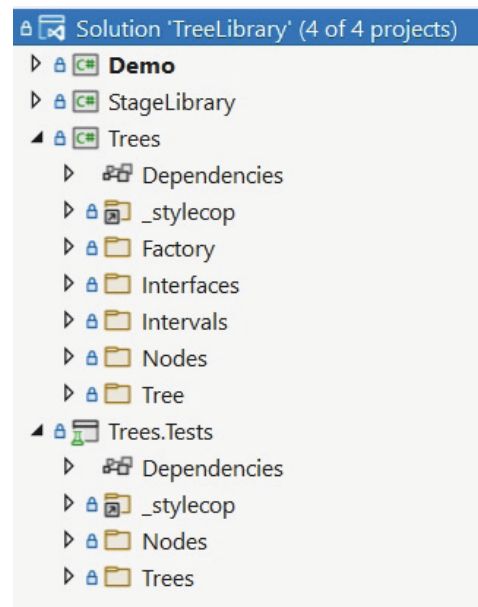 Solution 'TreeLibrary' (4 of 4 projects)
C# Demo
C# StageLibrary
C# Trees
Dependencies
_stylecop
Factory
Interfaces
Intervals
Nodes
Tree
Trees.Tests
Dependencies
_stylecop
Nodes
Trees